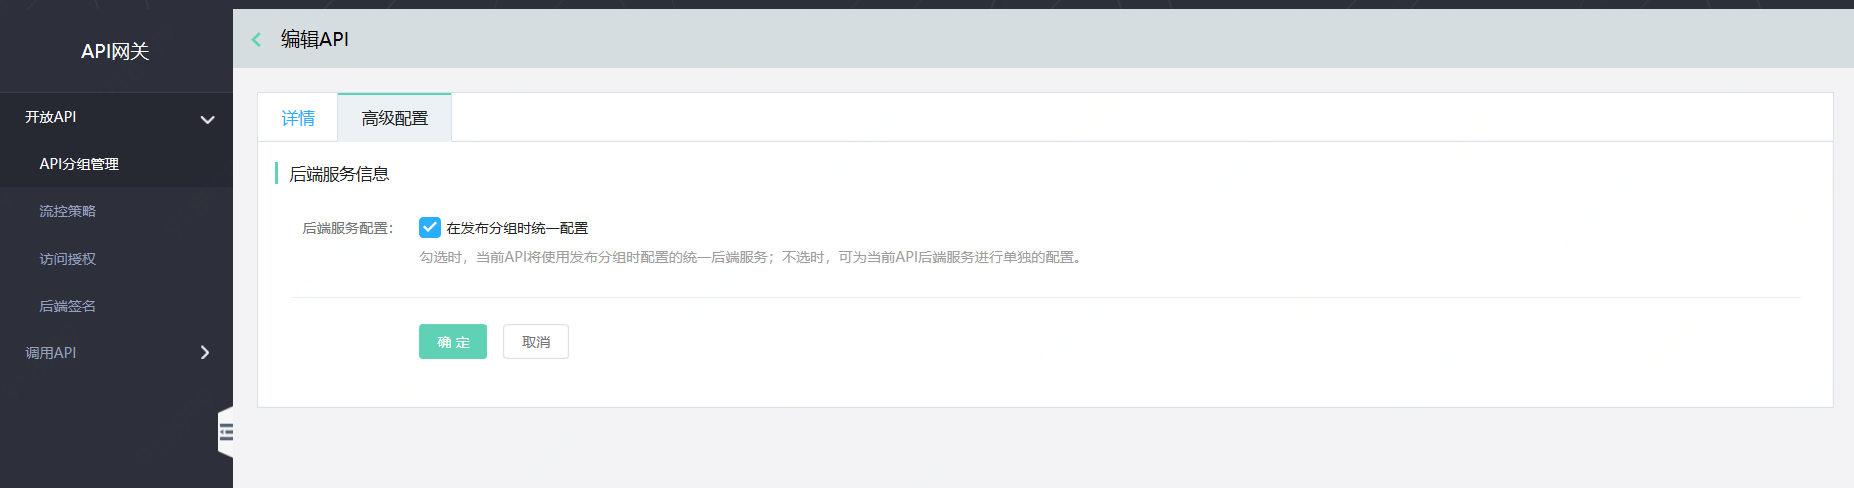 API网关
开放API
API分组管理
流控策略
访问授权
后端签名
调用API
编辑API
详情
高级配置
后端服务信息
后端服务配置：
在发布分组时统一配置
勾选时，当前API将使用发布分组时配置的统一后端服务；不选时，可为当前API后端服务进行单独的配置。
确 定
取消